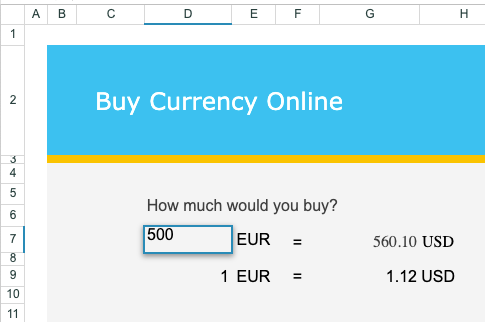 A B C D E F G H
1
2 Buy Currency Online
3
4
5
6 How much would you buy?
7 500 EUR = 560.10 USD
8
9 1 EUR = 1.12 USD
10
11